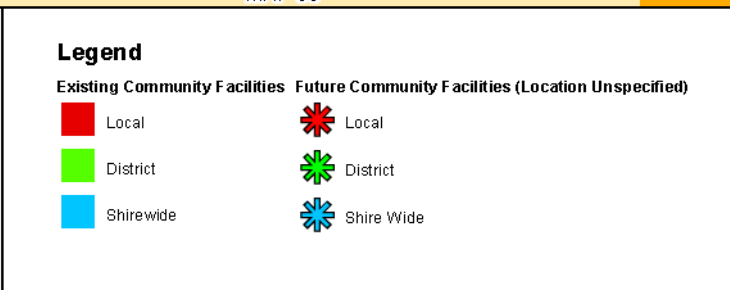 Legend
Existing Community Facilities Future Community Facilities (Location Unspecified)
Local Local
District District
Shirewide Shire Wide